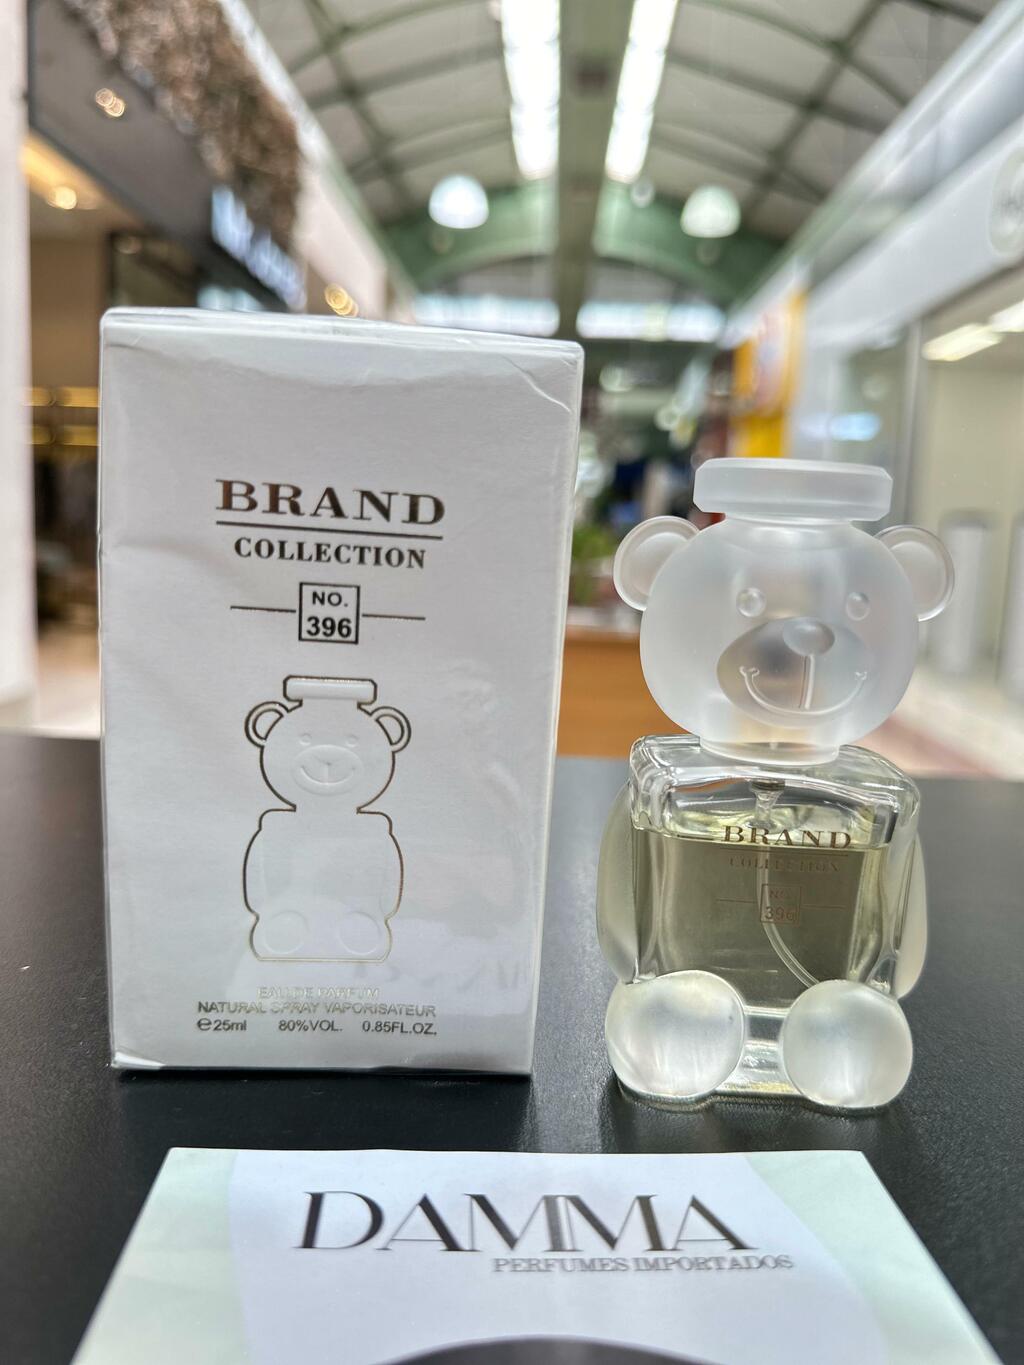 BRAND
COLLECTION
NO.
396
EAU DE PARFUM
NATURAL SPRAY VAPORISATEUR
℮25ml 80%VOL. 0.85FL.OZ.
BRAND
COLLECTION
NO.
396
DAMMA
PERFUMES IMPORTADOS